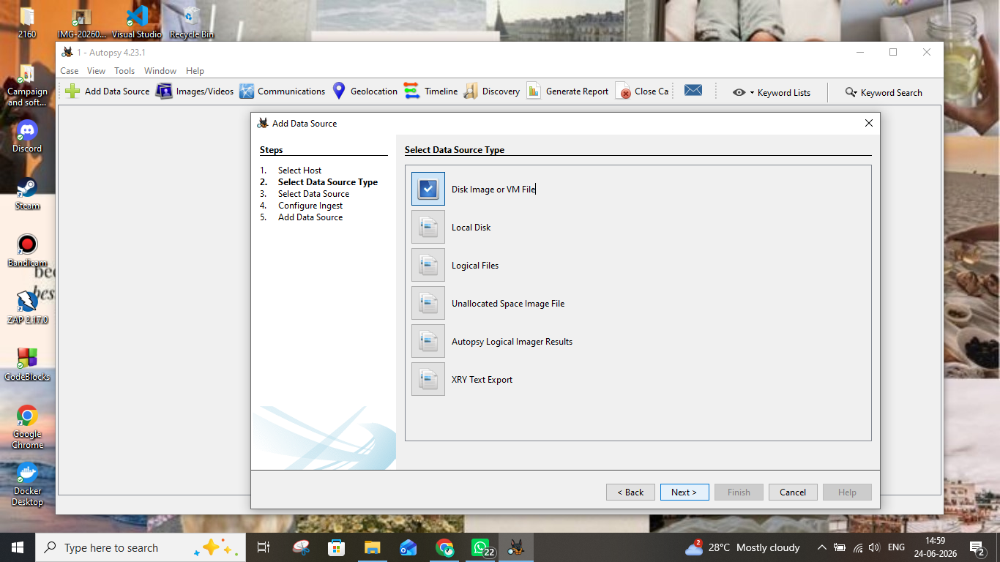 2160
IMG-20260...
Visual Studio
Recycle Bin
Campaign
and soft...
Discord
Steam
Bandicam
ZAP 2.17.0
CodeBlocks
Google
Chrome
Docker
Desktop
bec
best
1 - Autopsy 4.23.1
Case View Tools Window Help
Add Data Source Images/Videos Communications Geolocation Timeline Discovery Generate Report Close Ca Keyword Lists Keyword Search
Add Data Source
Steps
1. Select Host
2. Select Data Source Type
3. Select Data Source
4. Configure Ingest
5. Add Data Source
Select Data Source Type
Disk Image or VM File
Local Disk
Logical Files
Unallocated Space Image File
Autopsy Logical Imager Results
XRY Text Export
< Back Next > Finish Cancel Help
Type here to search
22
2
28°C Mostly cloudy
ENG
14:59
24-06-2026
2